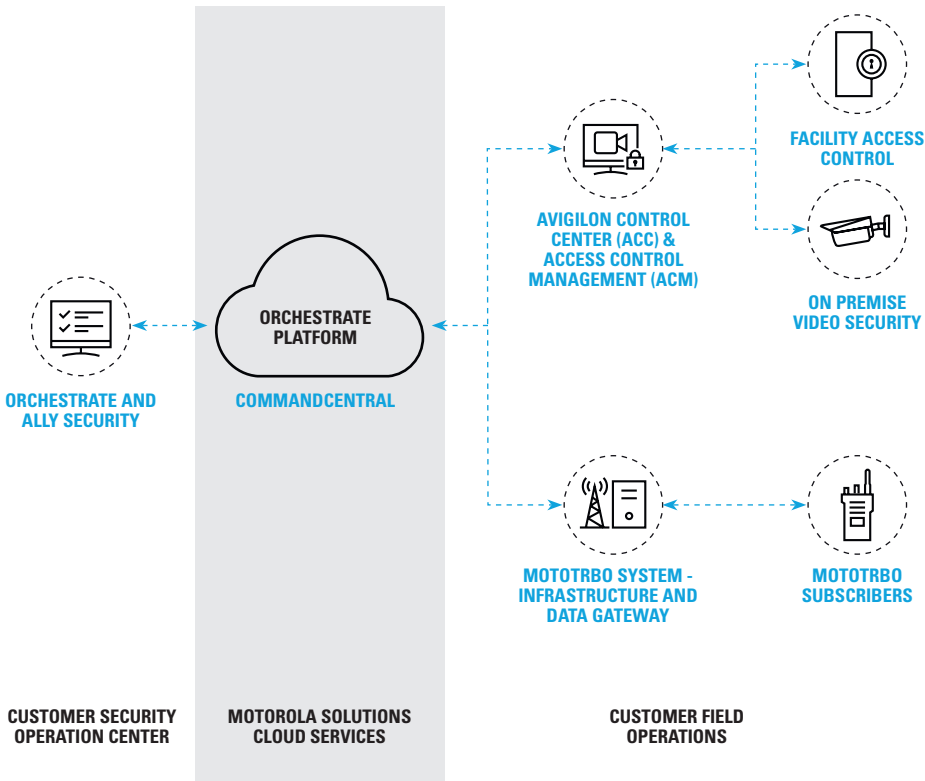 FACILITY ACCESS
CONTROL
AVIGILON CONTROL
CENTER (ACC) &
ACCESS CONTROL
MANAGEMENT (ACM)
ON PREMISE
VIDEO SECURITY
ORCHESTRATE
PLATFORM
ORCHESTRATE AND
ALLY SECURITY
COMMANDCENTRAL
MOTOTRBO SYSTEM -
INFRASTRUCTURE AND
DATA GATEWAY
MOTOTRBO
SUBSCRIBERS
CUSTOMER SECURITY
OPERATION CENTER
MOTOROLA SOLUTIONS
CLOUD SERVICES
CUSTOMER FIELD
OPERATIONS